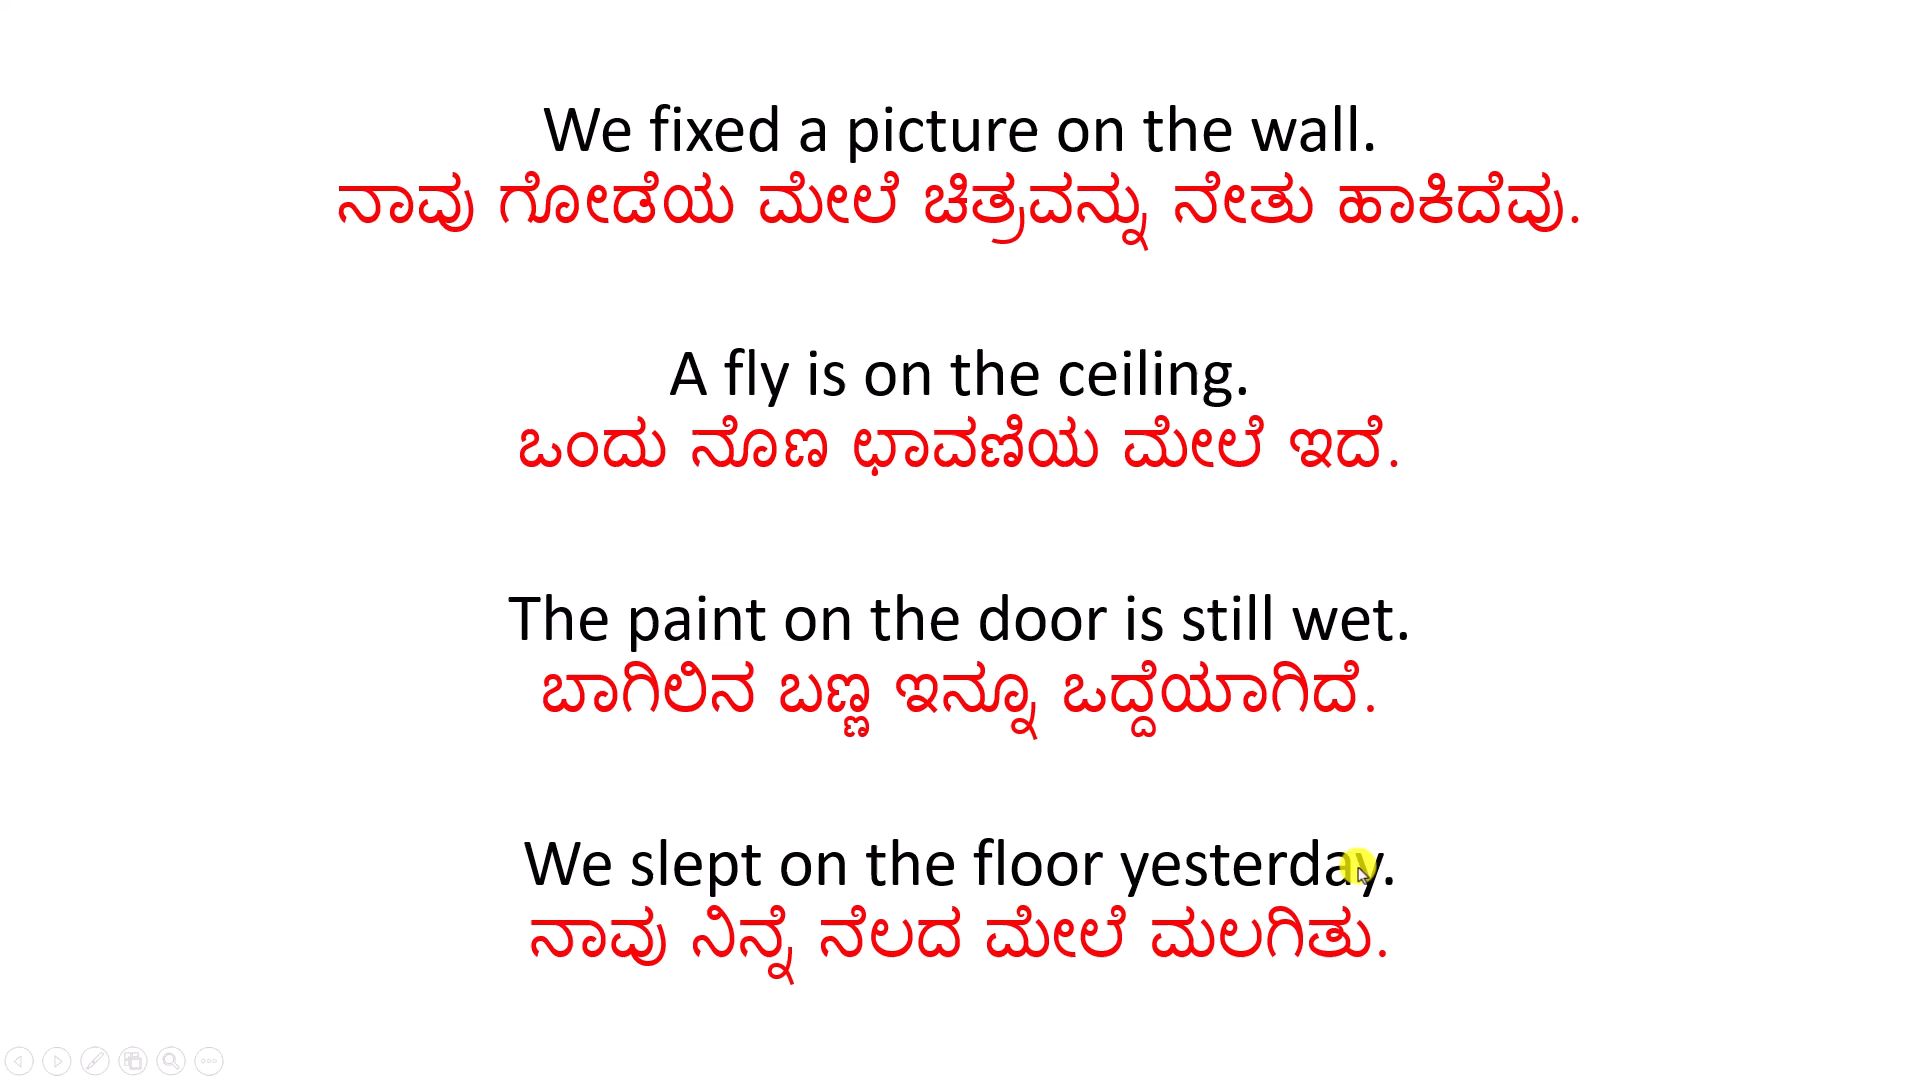 We fixed a picture on the wall.
ನಾವು ಗೋಡೆಯ ಮೇಲೆ ಚಿತ್ರವನ್ನು ನೇತು ಹಾಕಿದೆವು.
A fly is on the ceiling.
ಒಂದು ನೊಣ ಛಾವಣಿಯ ಮೇಲೆ ಇದೆ.
The paint on the door is still wet.
ಬಾಗಿಲಿನ ಬಣ್ಣ ಇನ್ನೂ ಒದ್ದೆಯಾಗಿದೆ.
We slept on the floor yesterday.
ನಾವು ನಿನ್ನೆ ನೆಲದ ಮೇಲೆ ಮಲಗಿತು.